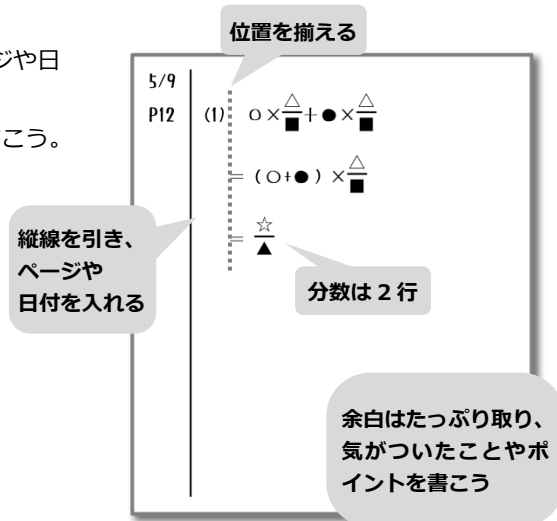 位置を揃える
ジや日
こう。
5/9
P12 (1) ○×△/■+●×△/■
=(○+●)×△/■
=☆/▲
縦線を引き、
ページや
日付を入れる
分数は2行
余白はたっぷり取り、
気がついたことやポ
イントを書こう